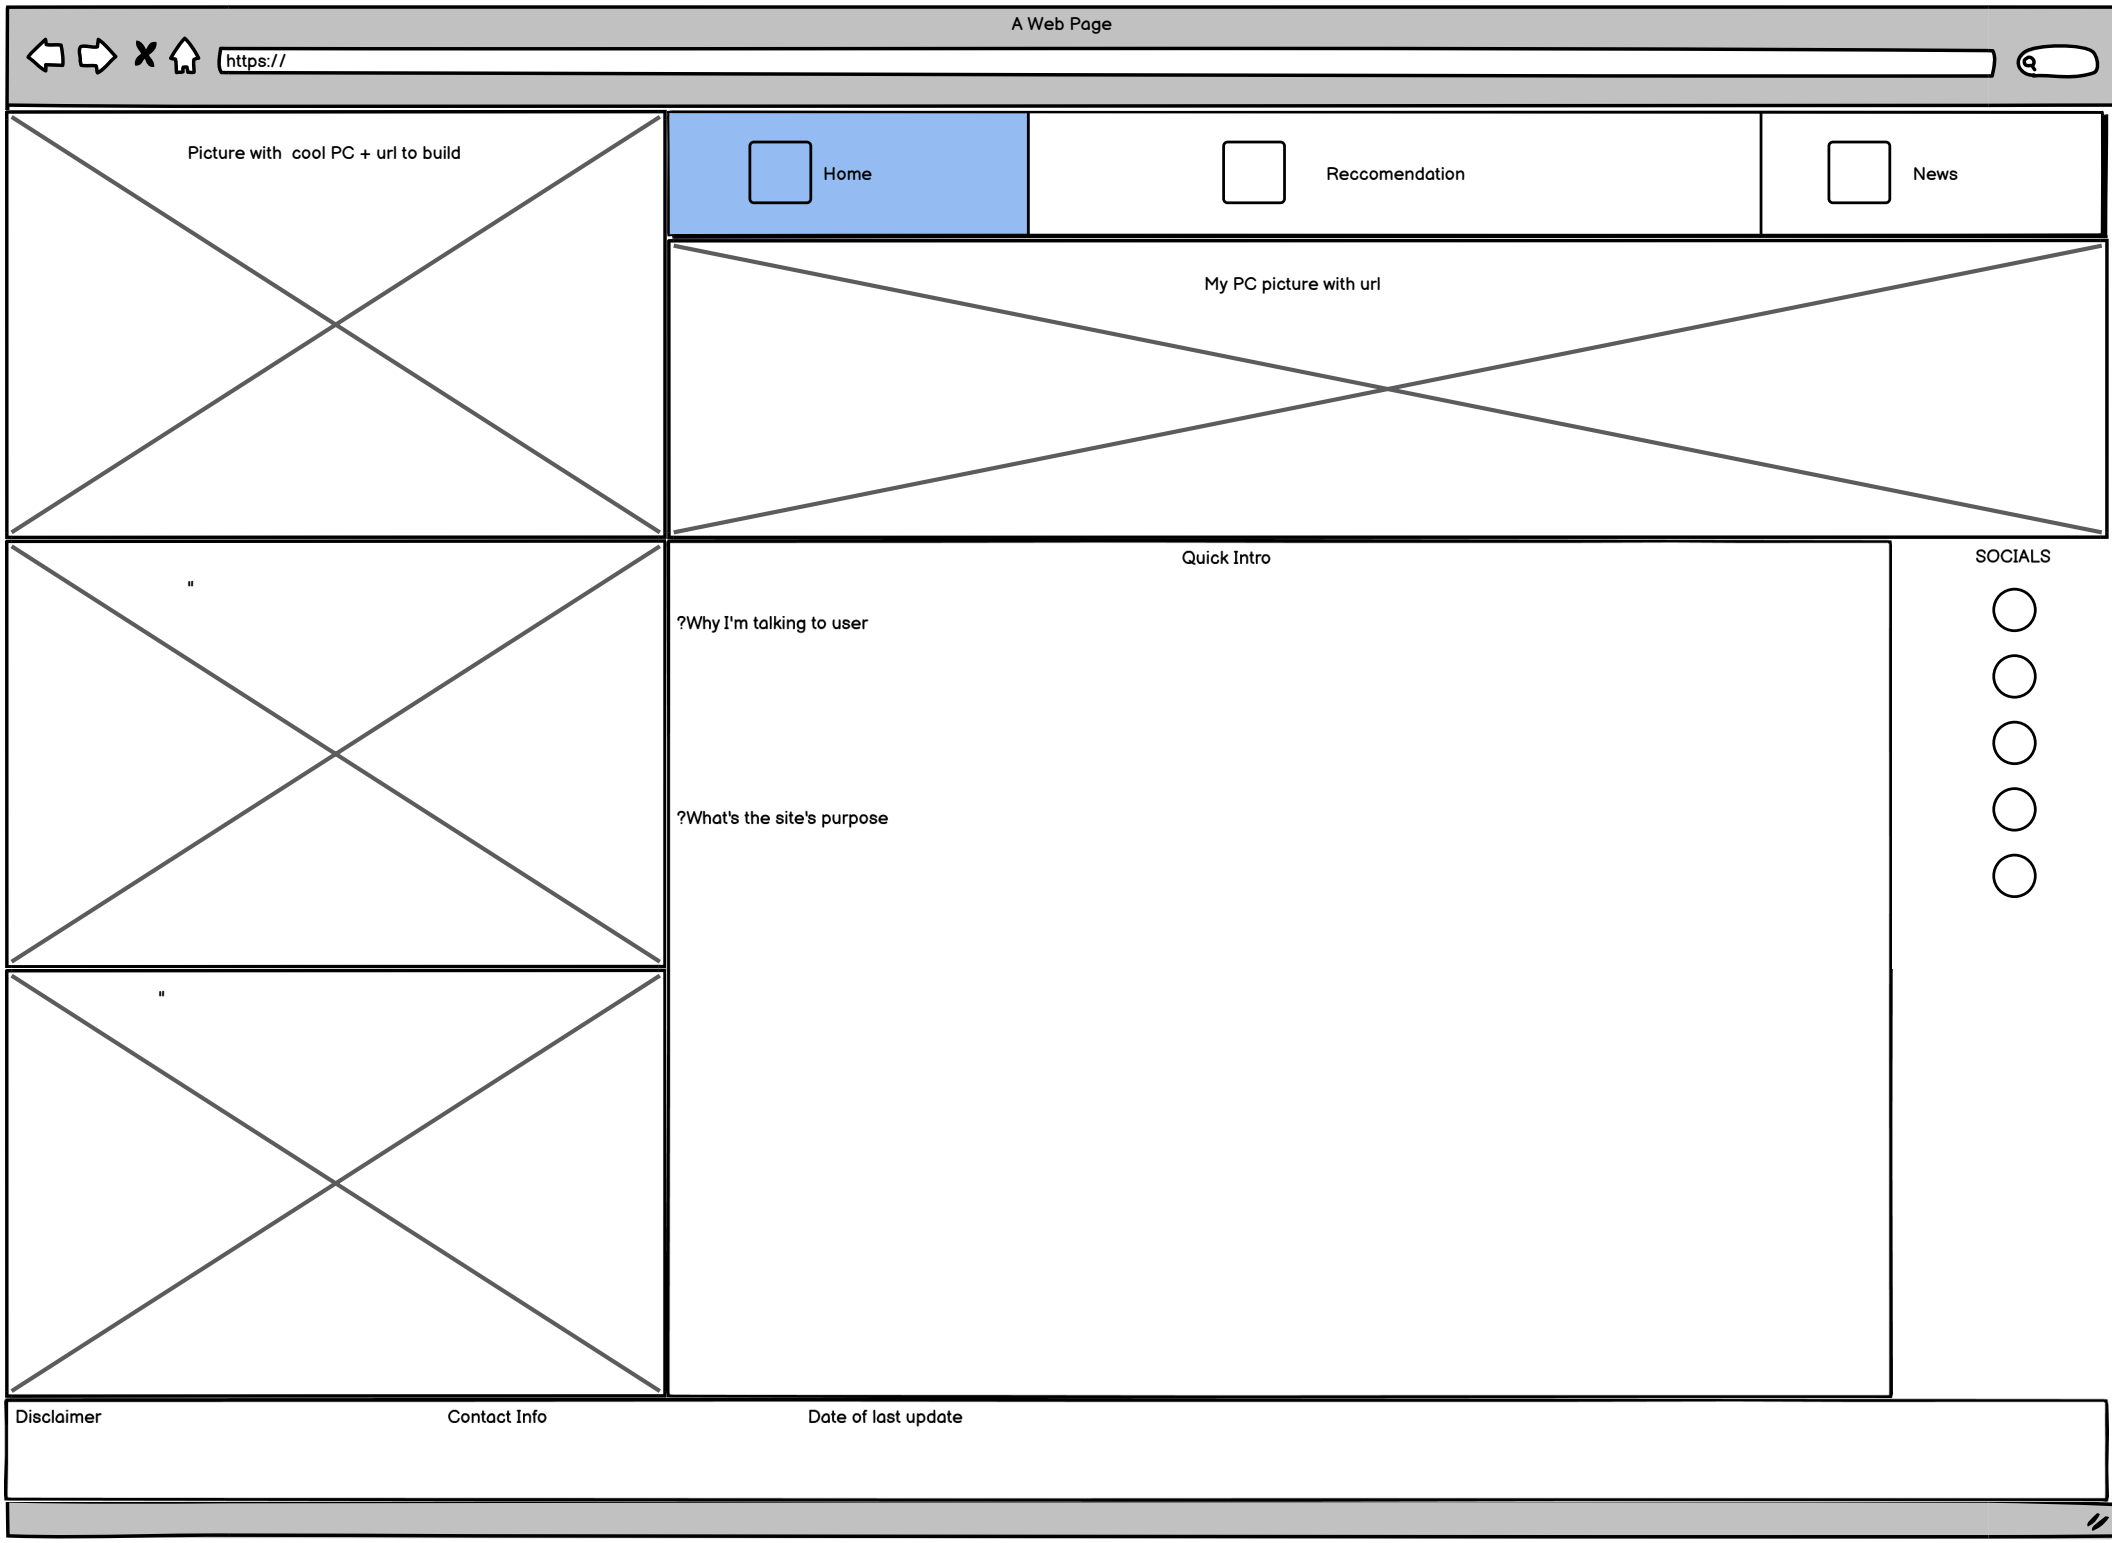 A Web Page
https://
Picture with  cool PC + url to build
Home
Reccomendation
News
My PC picture with url
"
Quick Intro
SOCIALS
?Why I'm talking to user
?What's the site's purpose
"
Disclaimer
Contact Info
Date of last update